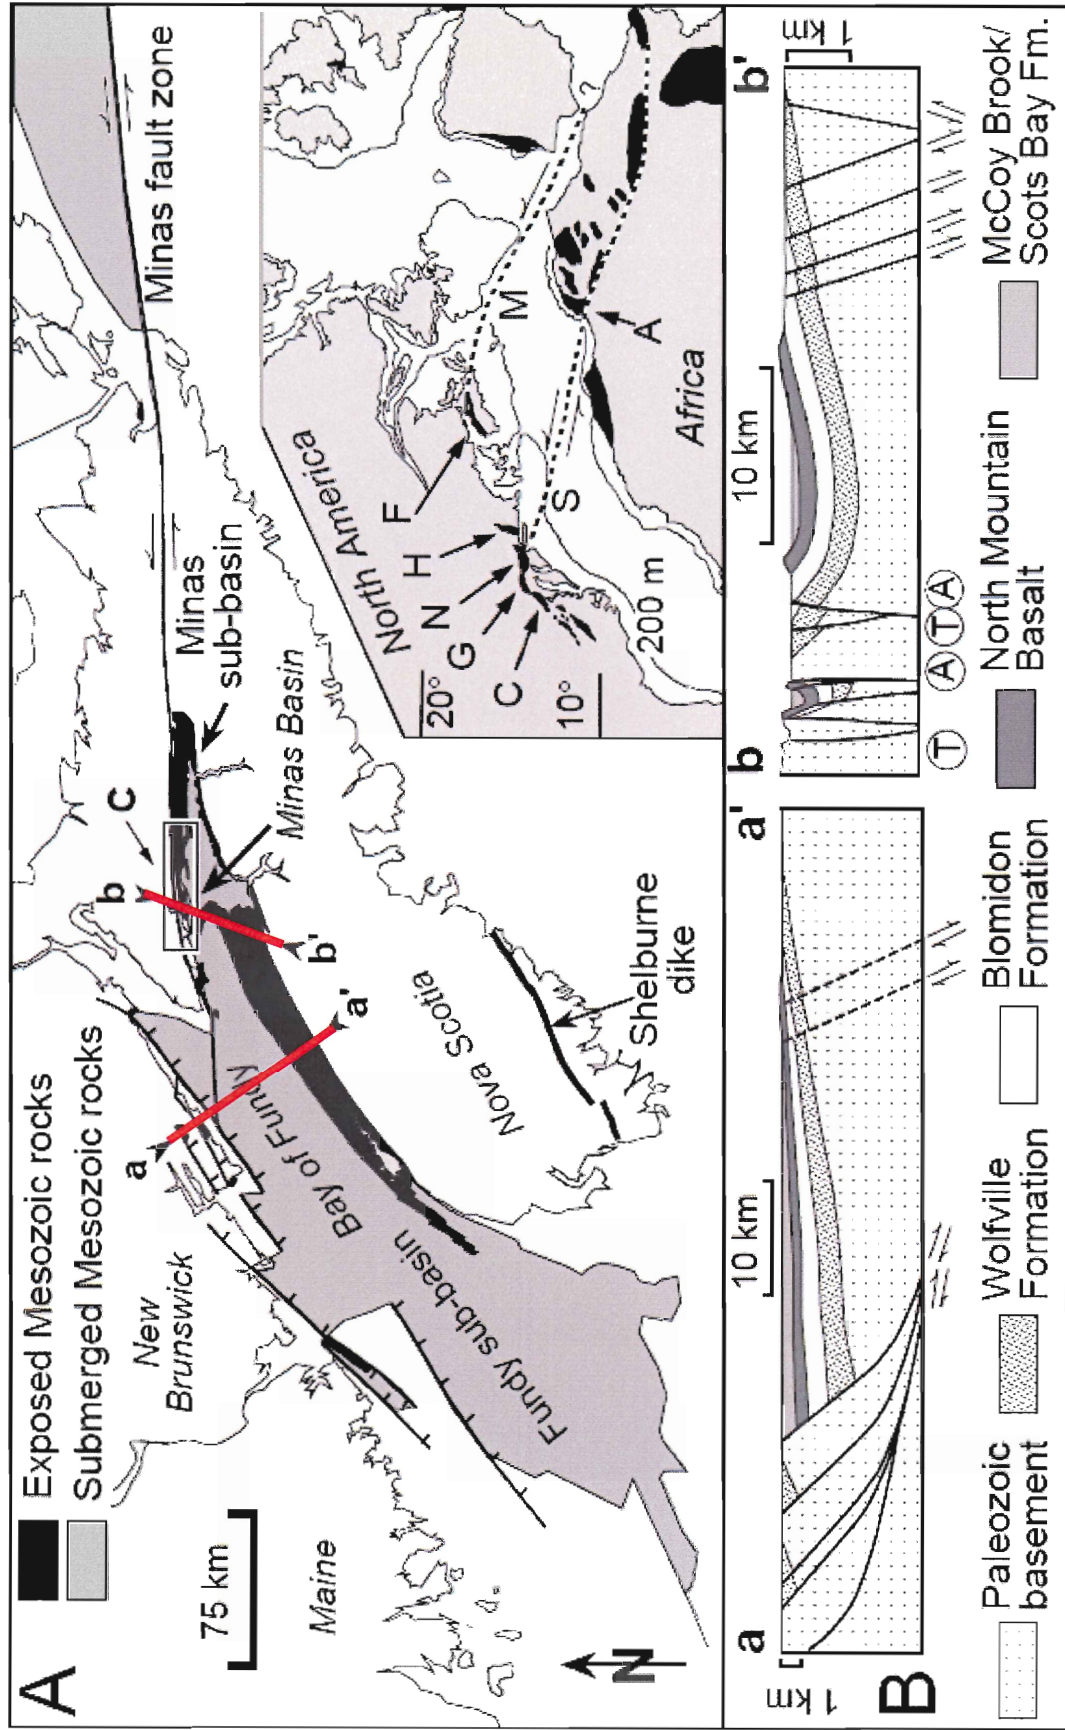 A
Exposed Mesozoic rocks
Submerged Mesozoic rocks
75 km
Maine
N
New
Brunswick
Bay of Fundy
Fundy sub-basin
Nova Scotia
Shelburne
dike
a
a'
b
b'
C
Minas
sub-basin
Minas Basin
Minas fault zone
North America
20°
10°
C
G
N
H
F
S
M
A
Africa
200 m
?
B
a
a'
1 km
10 km
b
b'
10 km
1 km
T
A
T
A
Paleozoic
basement
Wolfville
Formation
Blomidon
Formation
North Mountain
Basalt
McCoy Brook/
Scots Bay Fm.